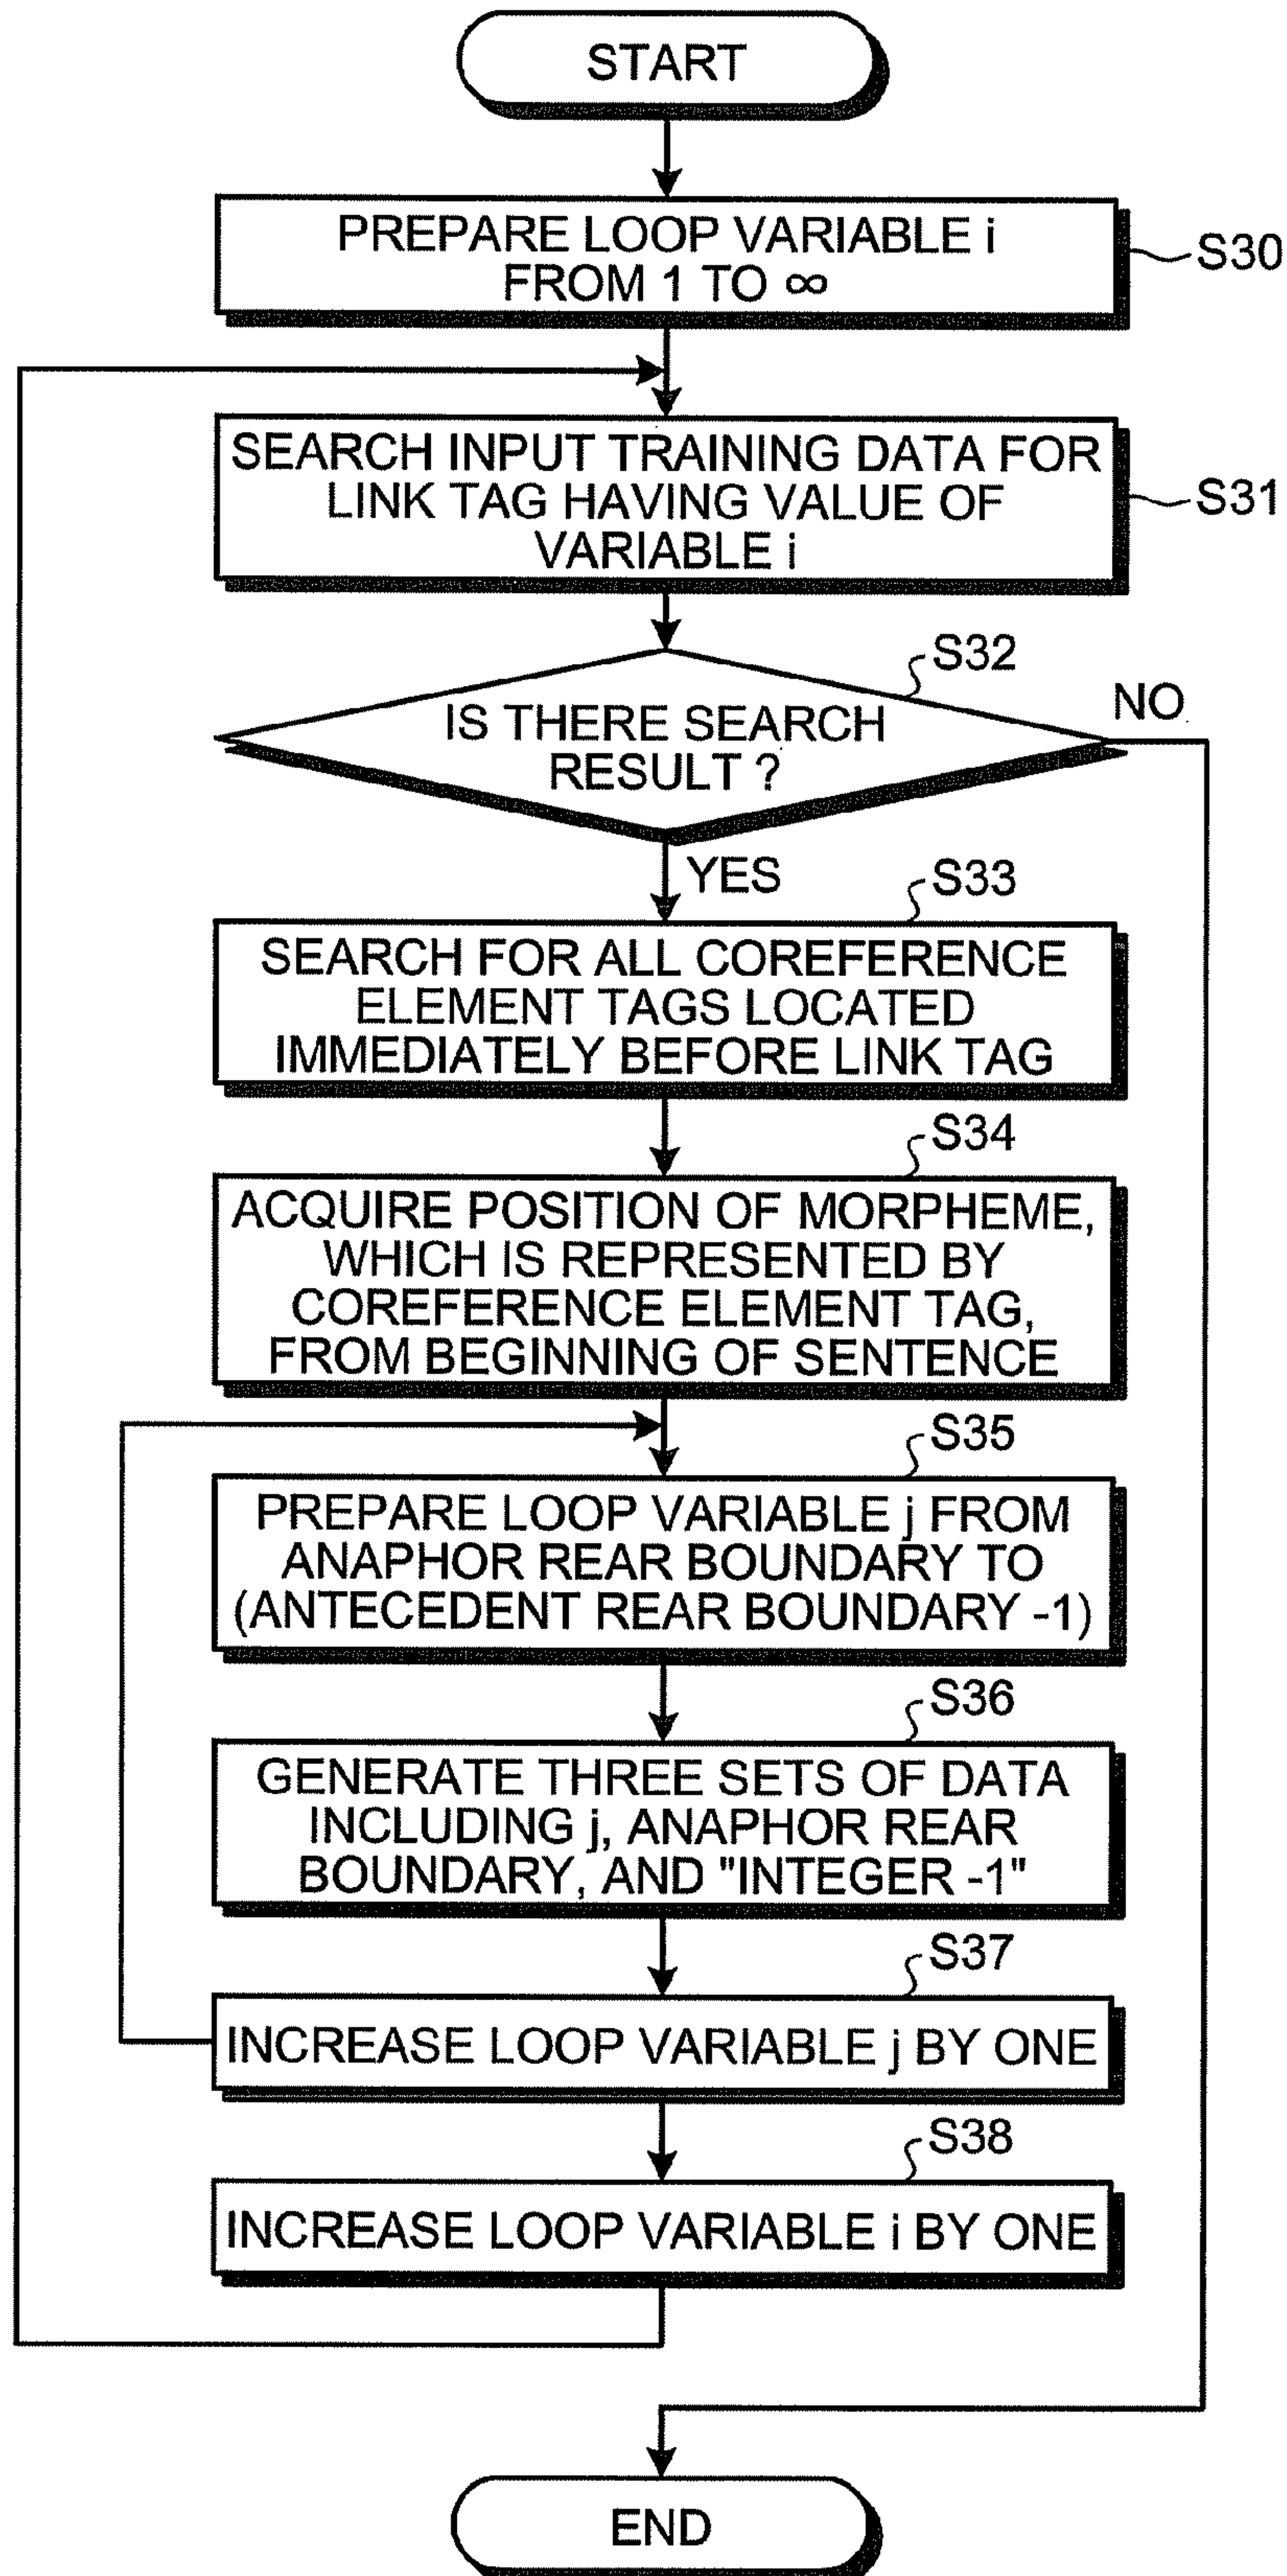 START
PREPARE LOOP VARIABLE i
FROM 1 TO ∞
S30
SEARCH INPUT TRAINING DATA FOR
LINK TAG HAVING VALUE OF
VARIABLE i
S31
S32
IS THERE SEARCH
RESULT ?
NO
YES
S33
SEARCH FOR ALL COREFERENCE
ELEMENT TAGS LOCATED
IMMEDIATELY BEFORE LINK TAG
S34
ACQUIRE POSITION OF MORPHEME,
WHICH IS REPRESENTED BY
COREFERENCE ELEMENT TAG,
FROM BEGINNING OF SENTENCE
S35
PREPARE LOOP VARIABLE j FROM
ANAPHOR REAR BOUNDARY TO
(ANTECEDENT REAR BOUNDARY -1)
S36
GENERATE THREE SETS OF DATA
INCLUDING j, ANAPHOR REAR
BOUNDARY, AND "INTEGER -1"
S37
INCREASE LOOP VARIABLE j BY ONE
S38
INCREASE LOOP VARIABLE i BY ONE
END